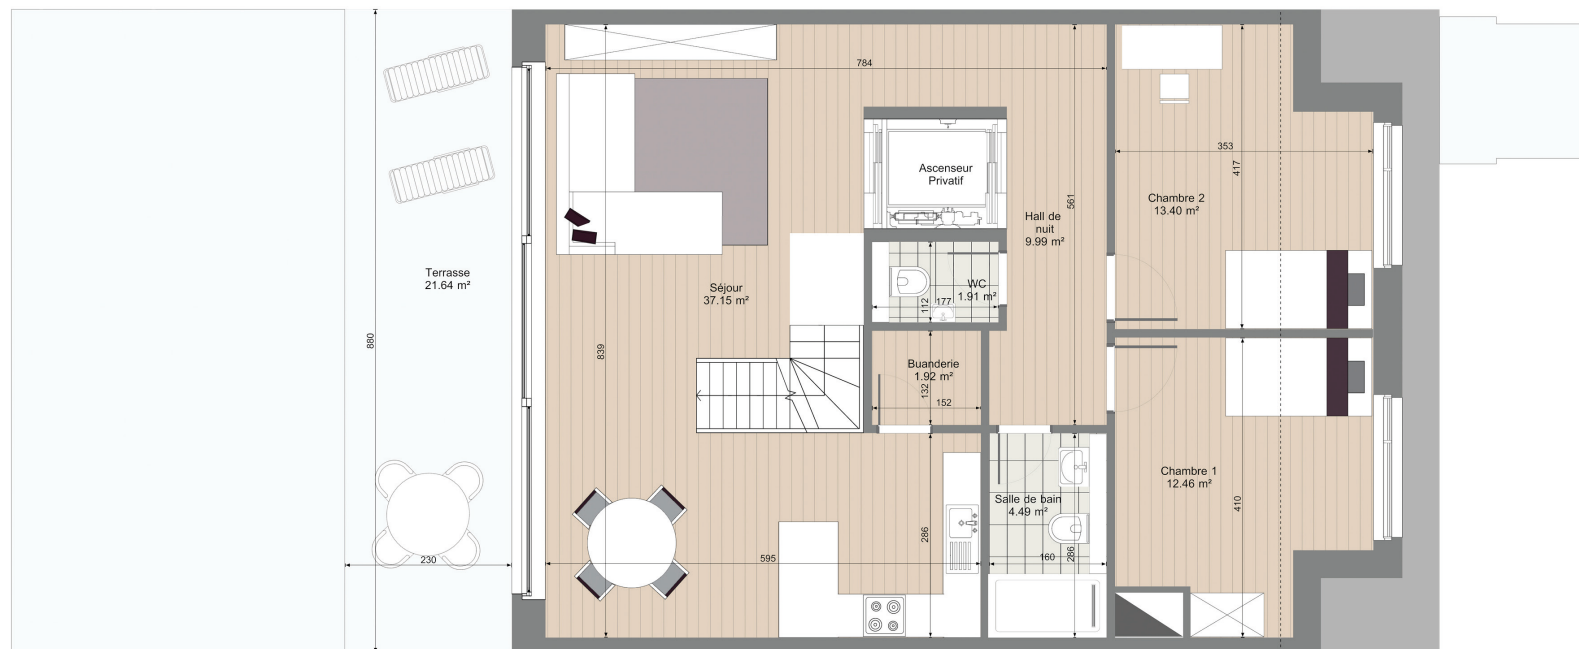 880
784
Ascenseur
Privatif
353
417
Chambre 2
13.40 m²
561
Hall de
nuit
9.99 m²
Terrasse
21.64 m²
Séjour
37.15 m²
WC
1.91 m²
177
112
839
Buanderie
1.92 m²
132
152
Chambre 1
12.46 m²
410
Salle de bain
4.49 m²
286
160
286
595
230